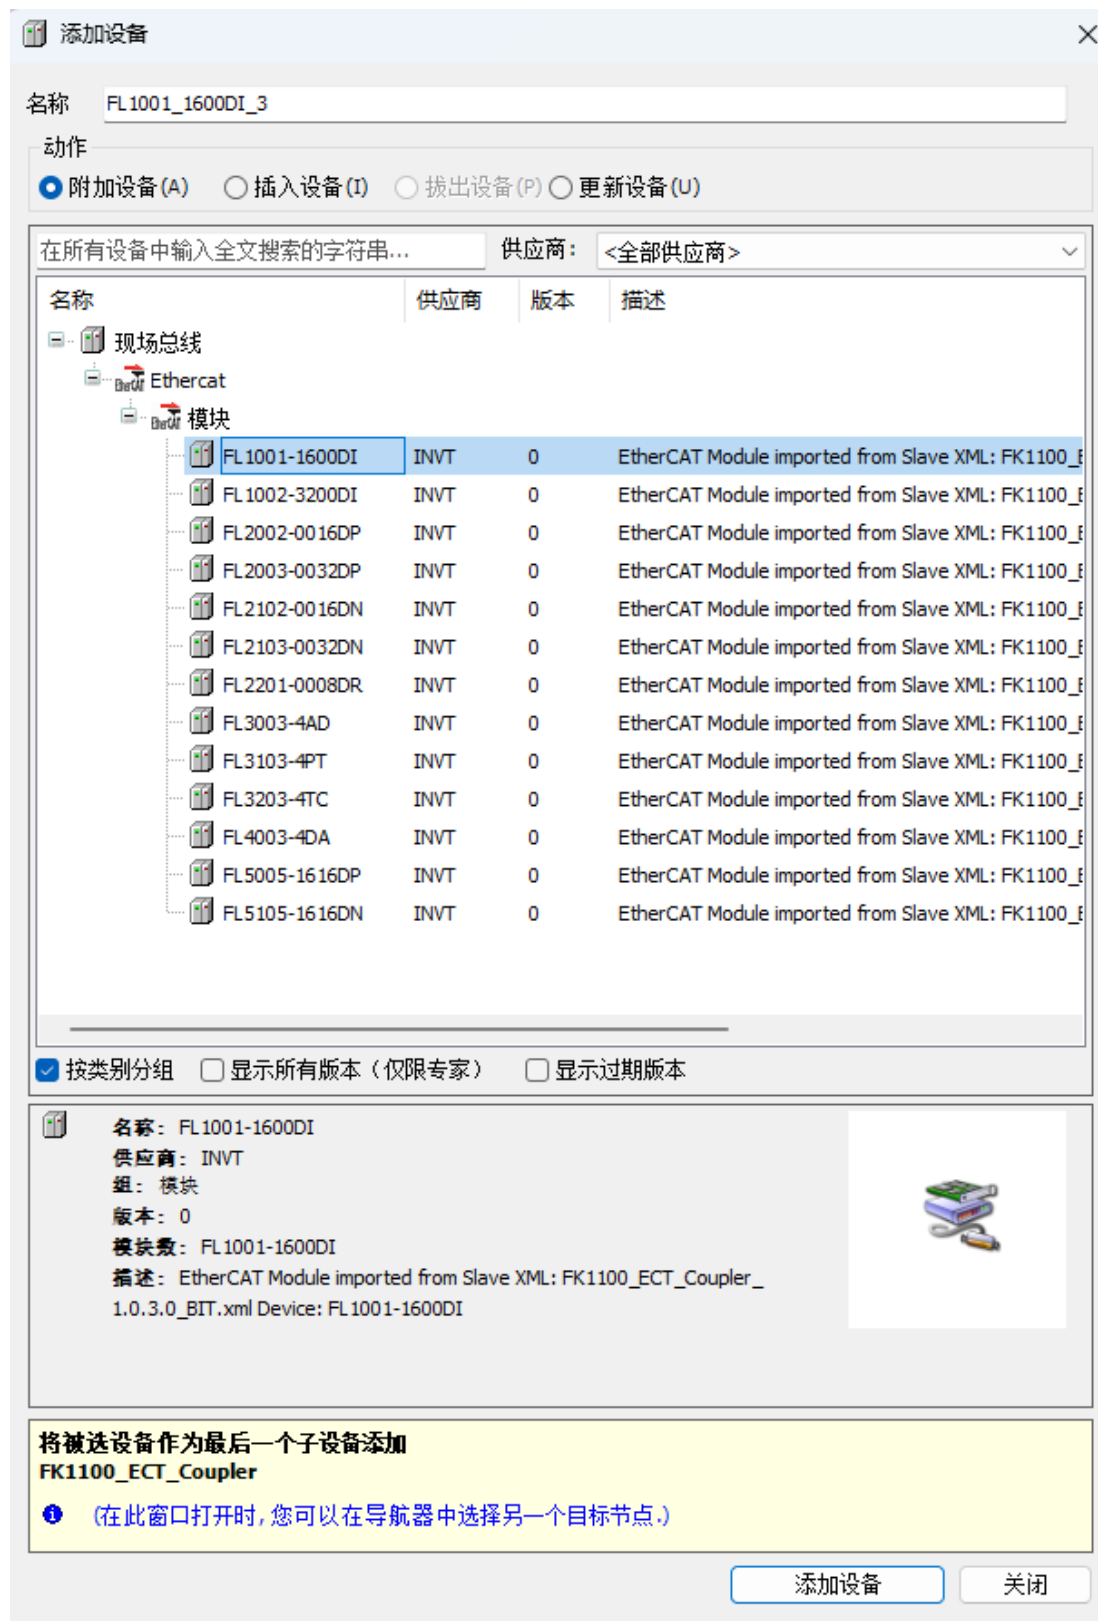 添加设备
名称 FL1001_1600DI_3
动作
附加设备(A) 插入设备(I) 拔出设备(P) 更新设备(U)
在所有设备中输入全文搜索的字符串... 供应商: <全部供应商>
名称 供应商 版本 描述
现场总线
Ethercat
模块
FL1001-1600DI INVT 0 EtherCAT Module imported from Slave XML: FK1100_E
FL1002-3200DI INVT 0 EtherCAT Module imported from Slave XML: FK1100_E
FL2002-0016DP INVT 0 EtherCAT Module imported from Slave XML: FK1100_E
FL2003-0032DP INVT 0 EtherCAT Module imported from Slave XML: FK1100_E
FL2102-0016DN INVT 0 EtherCAT Module imported from Slave XML: FK1100_E
FL2103-0032DN INVT 0 EtherCAT Module imported from Slave XML: FK1100_E
FL2201-0008DR INVT 0 EtherCAT Module imported from Slave XML: FK1100_E
FL3003-4AD INVT 0 EtherCAT Module imported from Slave XML: FK1100_E
FL3103-4PT INVT 0 EtherCAT Module imported from Slave XML: FK1100_E
FL3203-4TC INVT 0 EtherCAT Module imported from Slave XML: FK1100_E
FL4003-4DA INVT 0 EtherCAT Module imported from Slave XML: FK1100_E
FL5005-1616DP INVT 0 EtherCAT Module imported from Slave XML: FK1100_E
FL5105-1616DN INVT 0 EtherCAT Module imported from Slave XML: FK1100_E
按类别分组 显示所有版本（仅限专家） 显示过期版本
名称: FL1001-1600DI
供应商: INVT
组: 模块
版本: 0
模块数: FL1001-1600DI
描述: EtherCAT Module imported from Slave XML: FK1100_ECT_Coupler_
1.0.3.0_BIT.xml Device: FL1001-1600DI
将被选设备作为最后一个子设备添加
FK1100_ECT_Coupler
(在此窗口打开时,您可以在导航器中选择另一个目标节点.)
添加设备 关闭